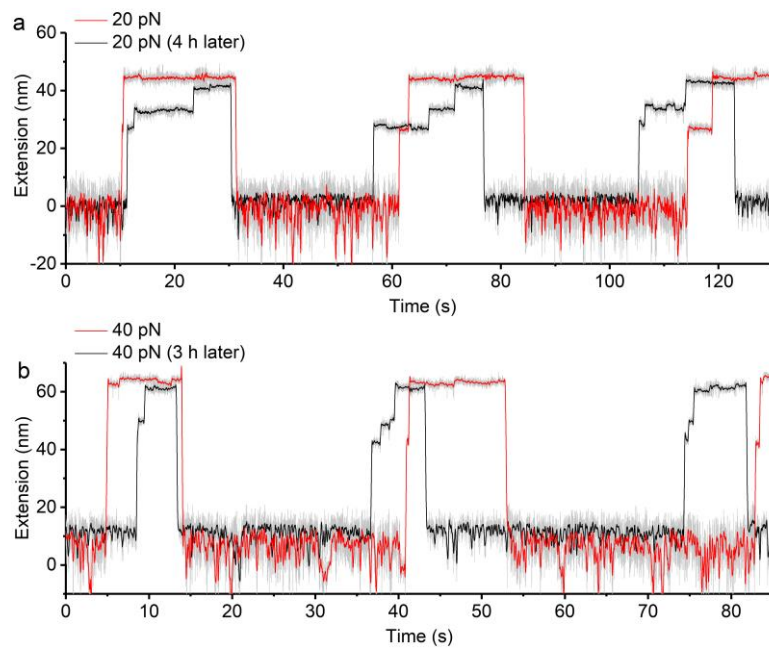 a
20 pN
20 pN (4 h later)
Extension (nm)
60
40
20
0
-20
0 20 40 60 80 100 120
Time (s)
40 pN
40 pN (3 h later)
b
Extension (nm)
60
40
20
0
0 10 20 30 40 50 60 70 80
Time (s)